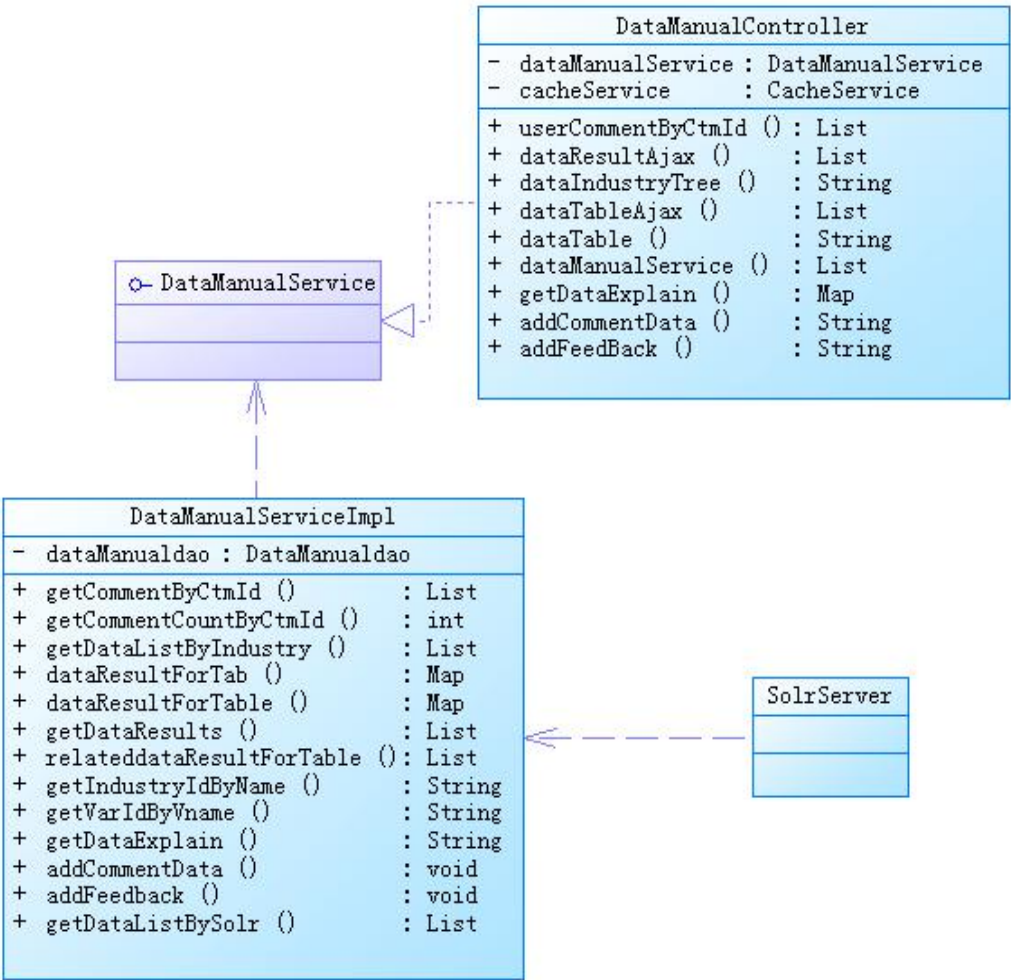 DataManualController
- dataManualService : DataManualService
- cacheService : CacheService
+ userCommentByCtmId () : List
+ dataResultAjax () : List
+ dataIndustryTree () : String
+ dataTableAjax () : List
+ dataTable () : String
+ dataManualService () : List
+ getDataExplain () : Map
+ addCommentData () : String
+ addFeedBack () : String
DataManualService
DataManualServiceImpl
- dataManualdao : DataManualdao
+ getCommentByCtmId () : List
+ getCommentCountByCtmId () : int
+ getDataListByIndustry () : List
+ dataResultForTab () : Map
+ dataResultForTable () : Map
+ getDataResults () : List
+ relateddataResultForTable () : List
+ getIndustryIdByName () : String
+ getVarIdByVname () : String
+ getDataExplain () : String
+ addCommentData () : void
+ addFeedback () : void
+ getDataListBySolr () : List
SolrServer